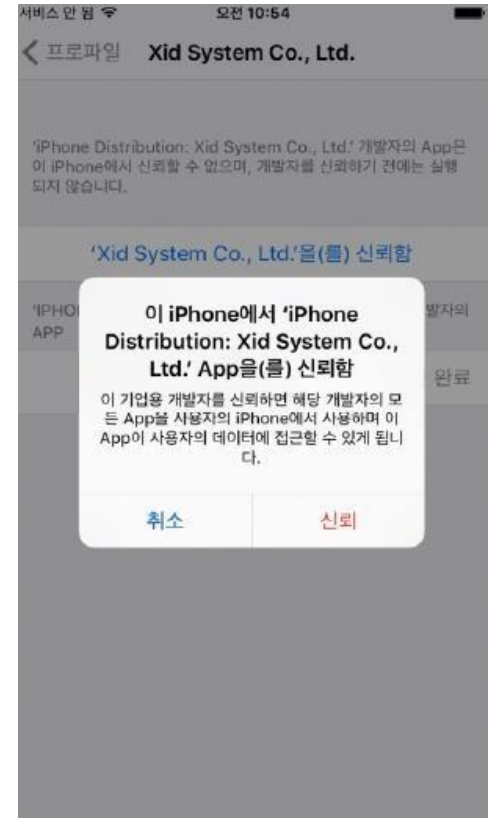 서비스 안 됨 오전 10:54
프로파일 Xid System Co., Ltd.
'iPhone Distribution: Xid System Co., Ltd.' 개발자의 App은
이 iPhone에서 신뢰할 수 없으며, 개발자를 신뢰하기 전에는 실행
되지 않습니다.
'Xid System Co., Ltd.'을(를) 신뢰함
'IPHO 발자의
APP
완료
이 iPhone에서 'iPhone
Distribution: Xid System Co.,
Ltd.' App을(를) 신뢰함
이 기업용 개발자를 신뢰하면 해당 개발자의 모
든 App을 사용자의 iPhone에서 사용하며 이
App이 사용자의 데이터에 접근할 수 있게 됩니
다.
취소 신뢰